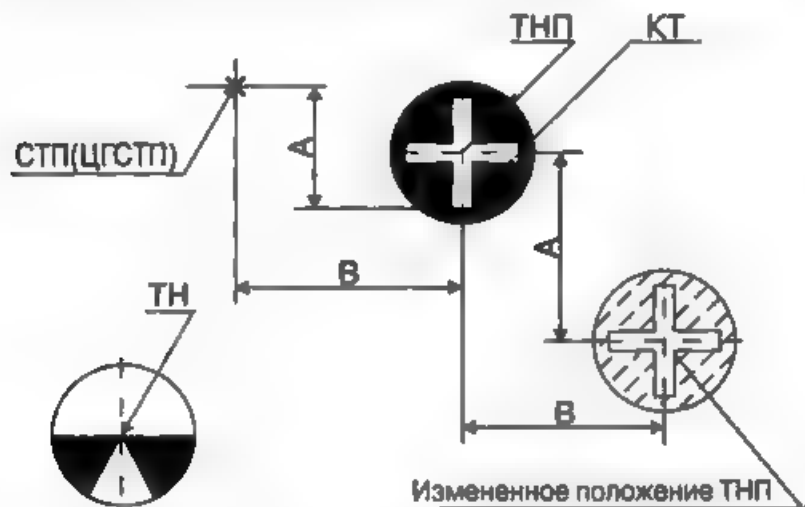 ТНП
КТ
СТП(ЦГСТП)
А
А
В
ТН
В
Измененное положение ТНП